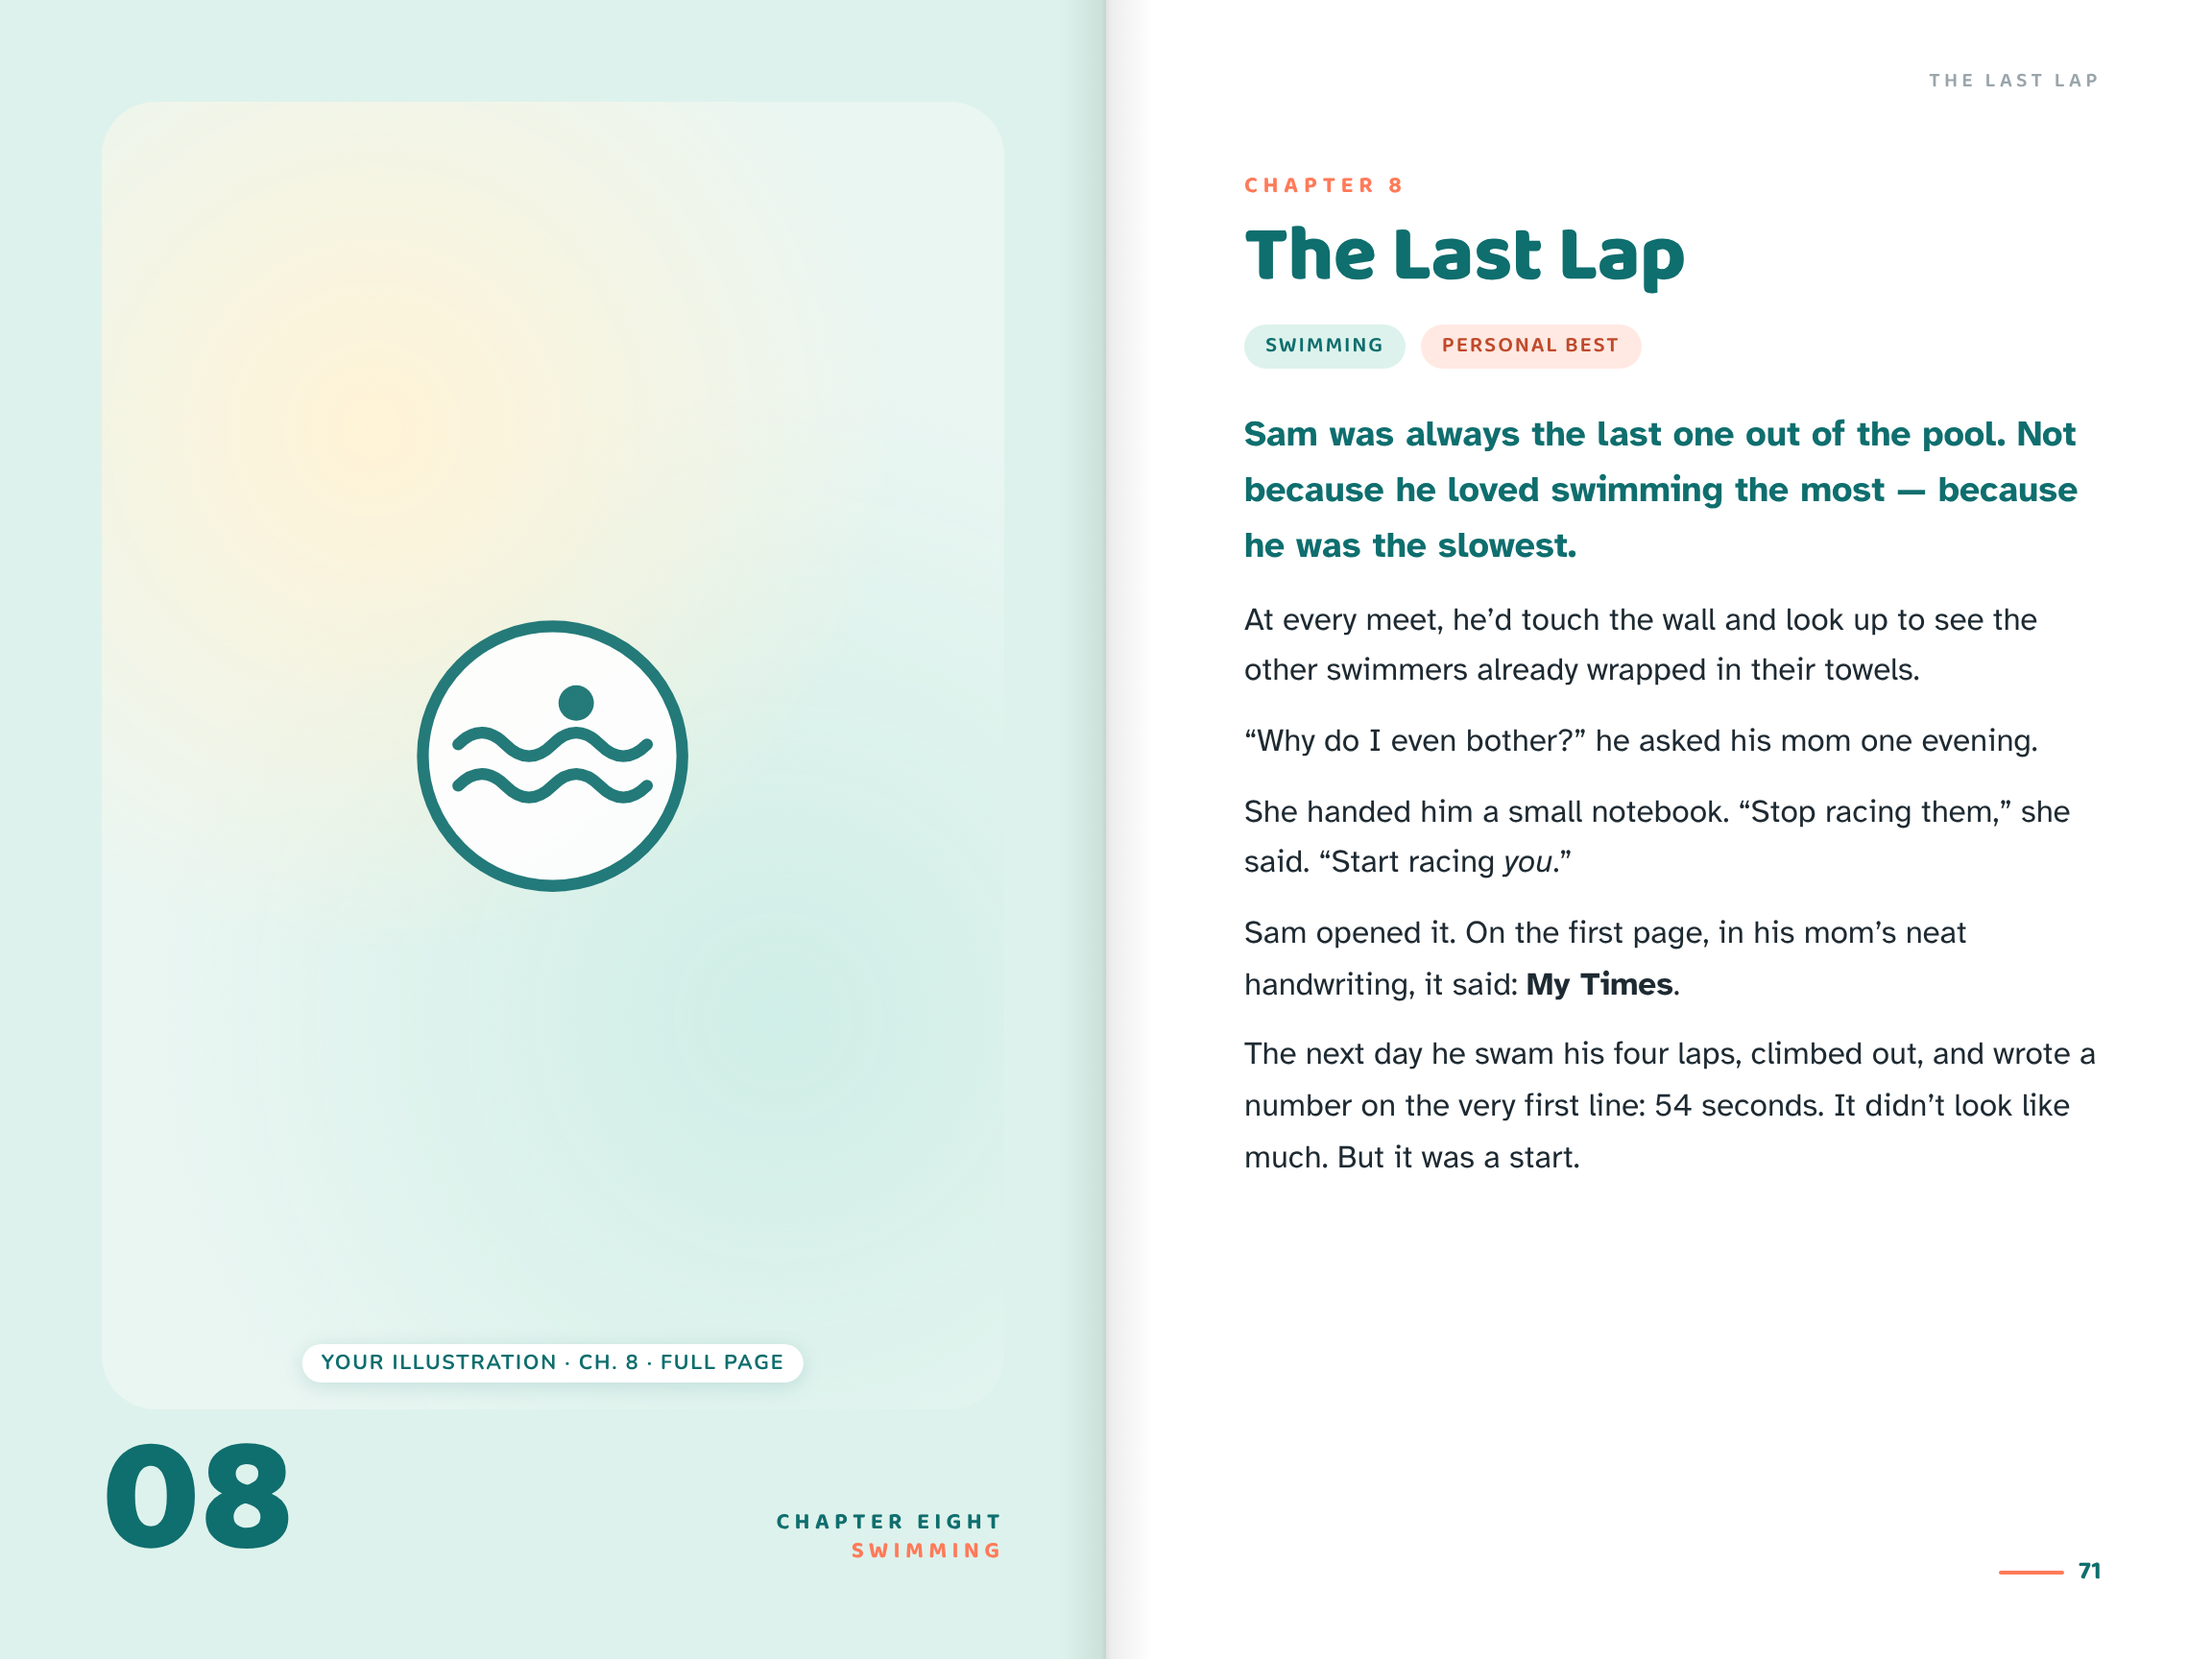 YOUR ILLUSTRATION · CH. 8 · FULL PAGE
08
CHAPTER EIGHT
SWIMMING
THE LAST LAP
CHAPTER 8
The Last Lap
SWIMMING
PERSONAL BEST
Sam was always the last one out of the pool. Not
because he loved swimming the most — because
he was the slowest.
At every meet, he’d touch the wall and look up to see the
other swimmers already wrapped in their towels.
“Why do I even bother?” he asked his mom one evening.
She handed him a small notebook. “Stop racing them,” she
said. “Start racing you.”
Sam opened it. On the first page, in his mom’s neat
handwriting, it said: My Times.
The next day he swam his four laps, climbed out, and wrote a
number on the very first line: 54 seconds. It didn’t look like
much. But it was a start.
71